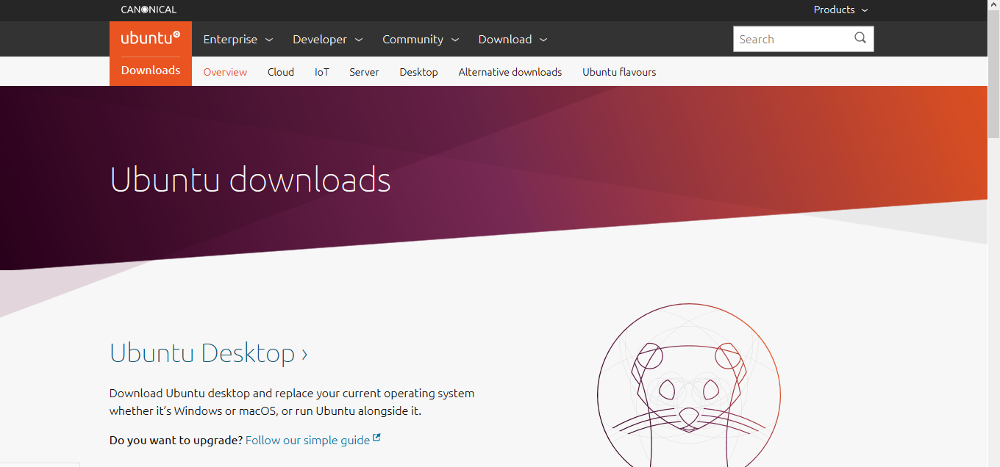 CANONICAL
Products
ubuntu
Enterprise
Developer
Community
Download
Search
Downloads
Overview
Cloud
IoT
Server
Desktop
Alternative downloads
Ubuntu flavours
Ubuntu downloads
Ubuntu Desktop ›
Download Ubuntu desktop and replace your current operating system
whether it’s Windows or macOS, or run Ubuntu alongside it.
Do you want to upgrade? Follow our simple guide